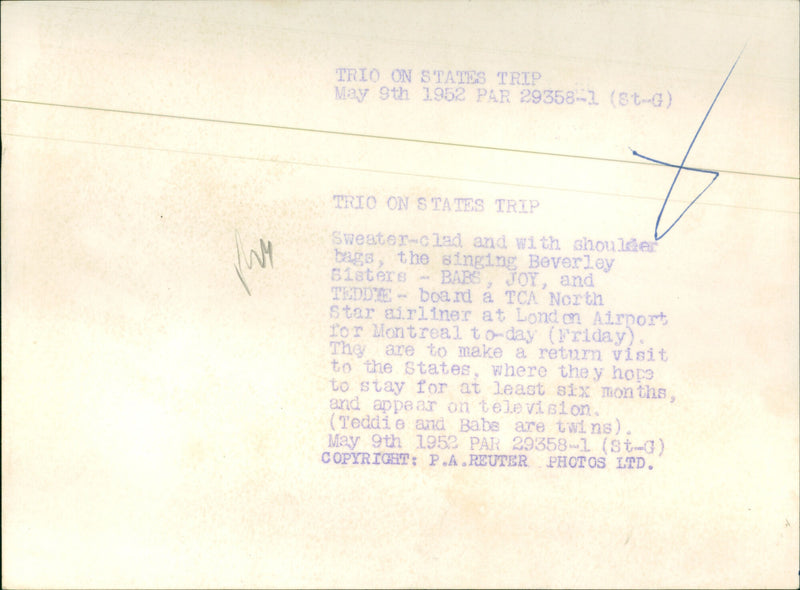 TRIO ON STATES TRIP
May 9th 1952 PAR 29358-1 (St-G)
TRIO ON STATES TRIP
Sweater-clad and with shoulder
bags, the singing Beverley
Sisters - BABS, JOY, and
TEDDIE - board a TCA North
Star airliner at London Airport
for Montreal to-day (Friday).
They are to make a return visit
to the States, where they hope
to stay for at least six months,
and appear on television.
(Teddie and Babs are twins).
May 9th 1952 PAR 29358-1 (St-G)
COPYRIGHT: P.A.REUTER PHOTOS LTD.